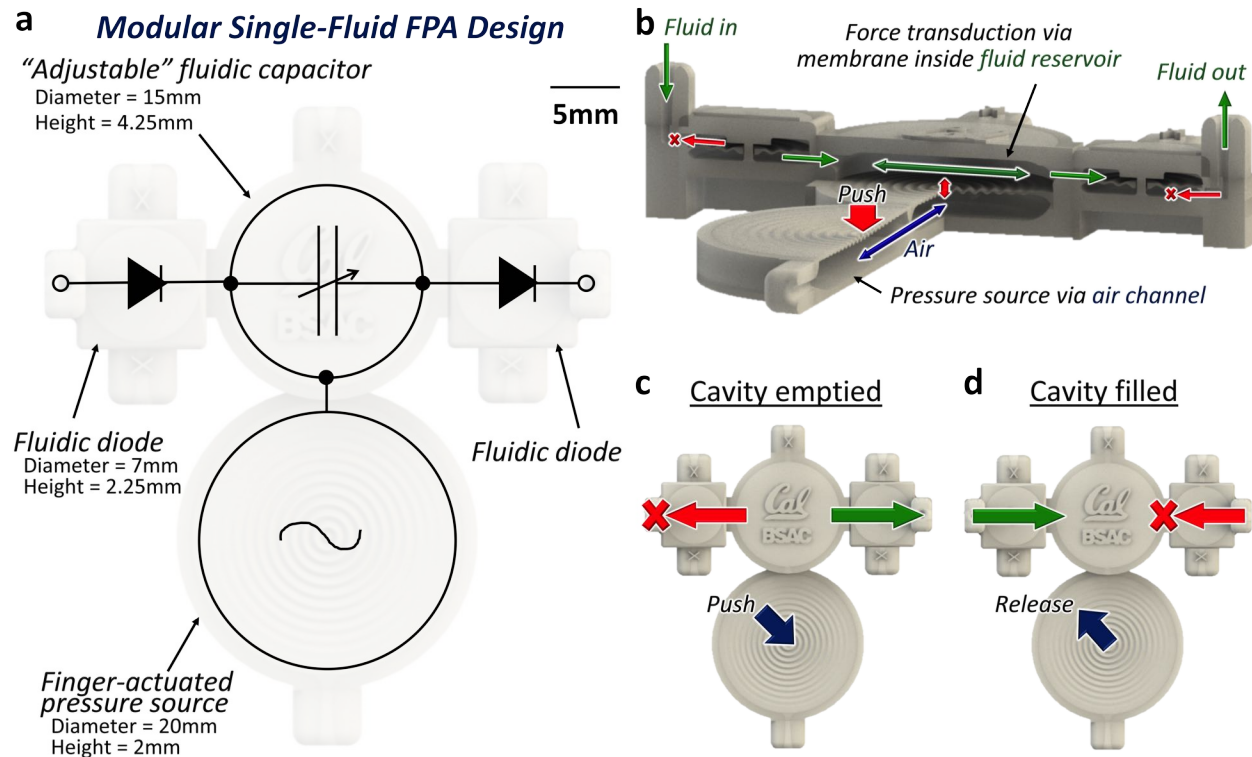 a
Modular Single-Fluid FPA Design
“Adjustable” fluidic capacitor
Diameter = 15mm
Height = 4.25mm
5mm
Cal
BSAC
Fluidic diode
Diameter = 7mm
Height = 2.25mm
Fluidic diode
Finger-actuated
pressure source
Diameter = 20mm
Height = 2mm
b
Fluid in
Force transduction via
membrane inside fluid reservoir
Fluid out
Push
Air
Pressure source via air channel
c
Cavity emptied
Cal
BSAC
Push
d
Cavity filled
Cal
BSAC
Release